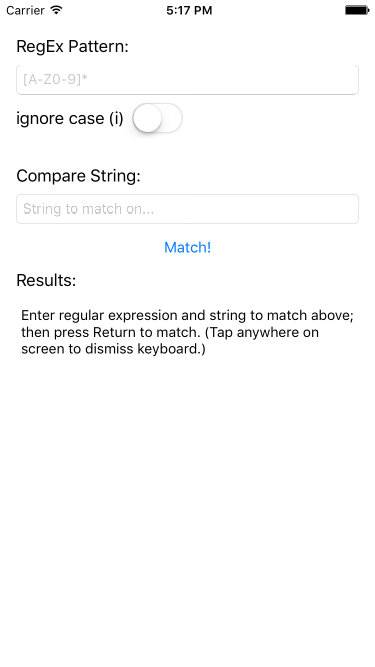 Carrier 5:17 PM
RegEx Pattern:
[A-Z0-9]*
ignore case (i)
Compare String:
String to match on...
Match!
Results:
Enter regular expression and string to match above;
then press Return to match. (Tap anywhere on
screen to dismiss keyboard.)